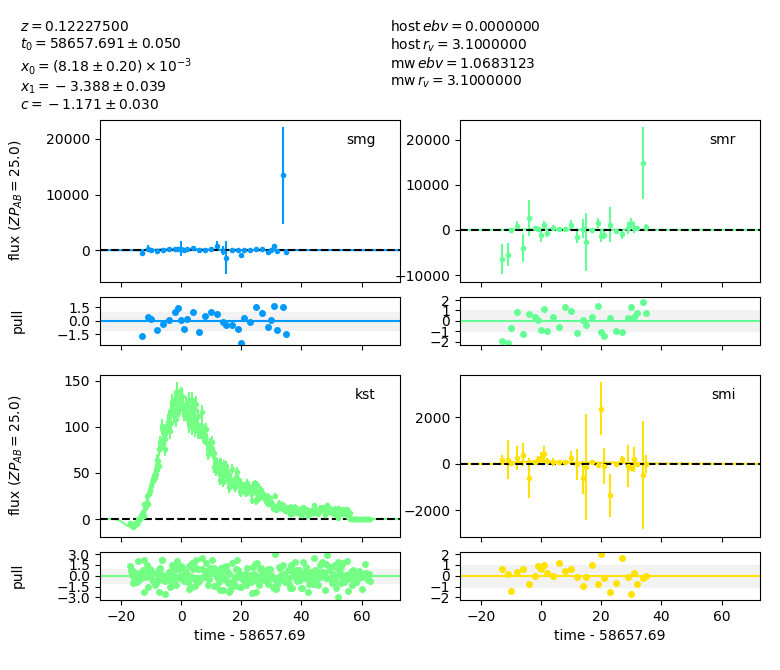 z = 0.12227500
t₀ = 58657.691 ± 0.050
x₀ = (8.18 ± 0.20) × 10⁻³
x₁ = −3.388 ± 0.039
c = −1.171 ± 0.030
host ebv = 0.0000000
host r_v = 3.1000000
mw ebv = 1.0683123
mw r_v = 3.1000000
smg
20000
10000
0
flux (ZP_AB = 25.0)
smr
20000
10000
0
−10000
1.5
0.0
−1.5
pull
2
1
0
−1
−2
kst
150
100
50
0
flux (ZP_AB = 25.0)
smi
2000
0
−2000
3.0
1.5
0.0
−1.5
−3.0
pull
2
1
0
−1
−2
−20 0 20 40 60
time - 58657.69
−20 0 20 40 60
time - 58657.69